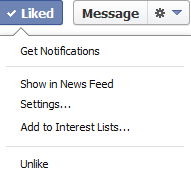 Liked Message
Get Notifications
Show in News Feed
Settings...
Add to Interest Lists...
Unlike